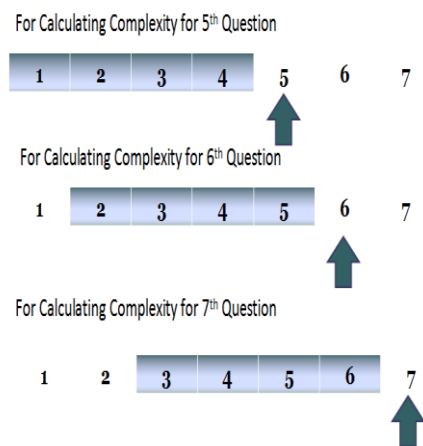 For Calculating Complexity for 5th Question
1 2 3 4 5 6 7
For Calculating Complexity for 6th Question
1 2 3 4 5 6 7
For Calculating Complexity for 7th Question
1 2 3 4 5 6 7